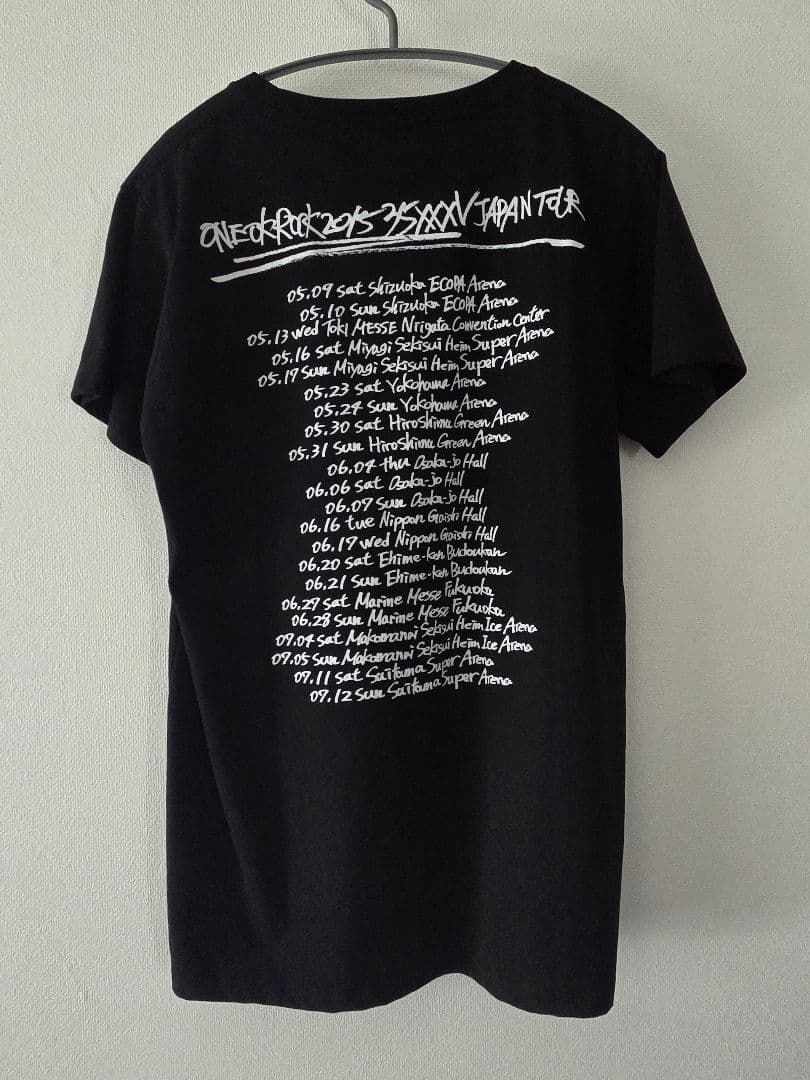 ONE OK ROCK 2015 "35XXXV" JAPAN TOUR
05.09 sat Shizuoka ECOPA Arena
05.10 sun Shizuoka ECOPA Arena
05.13 wed TOKI MESSE Niigata Convention Center
05.16 sat Miyagi Sekisui Heim Super Arena
05.17 sun Miyagi Sekisui Heim Super Arena
05.23 sat Yokohama Arena
05.24 sun Yokohama Arena
05.30 sat Hiroshima Green Arena
05.31 sun Hiroshima Green Arena
06.04 thu Osaka-jo Hall
06.06 sat Osaka-jo Hall
06.07 sun Osaka-jo Hall
06.16 tue Nippon Gaishi Hall
06.17 wed Nippon Gaishi Hall
06.20 sat Ehime-ken Budoukan
06.21 sun Ehime-ken Budoukan
06.27 sat Marine Messe Fukuoka
06.28 sun Marine Messe Fukuoka
07.04 sat Makomanai Sekisui Heim Ice Arena
07.05 sun Makomanai Sekisui Heim Ice Arena
07.11 sat Saitama Super Arena
07.12 sun Saitama Super Arena